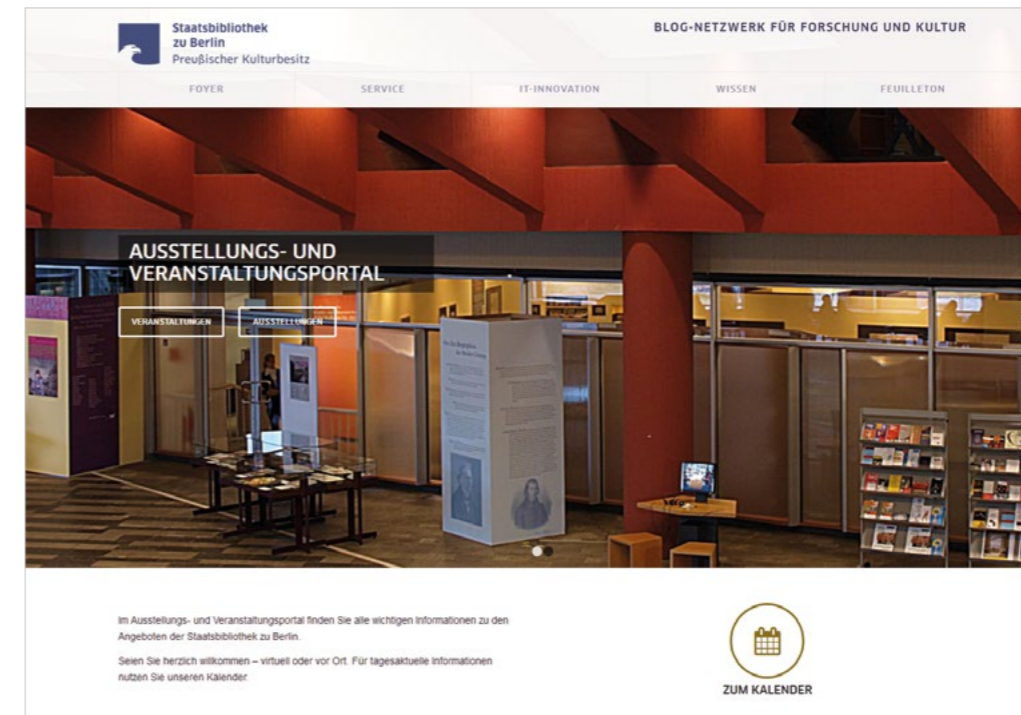 Staatsbibliothek
zu Berlin
Preußischer Kulturbesitz
BLOG-NETZWERK FÜR FORSCHUNG UND KULTUR
FOYER SERVICE IT-INNOVATION WISSEN FEUILLETON
AUSSTELLUNGS- UND
VERANSTALTUNGSPORTAL
VERANSTALTUNGEN AUSSTELLUNGEN
Im Ausstellungs- und Veranstaltungsportal finden Sie alle wichtigen Informationen zu den
Angeboten der Staatsbibliothek zu Berlin.
Seien Sie herzlich willkommen – virtuell oder vor Ort. Für tagesaktuelle Informationen
nutzen Sie unseren Kalender.
ZUM KALENDER